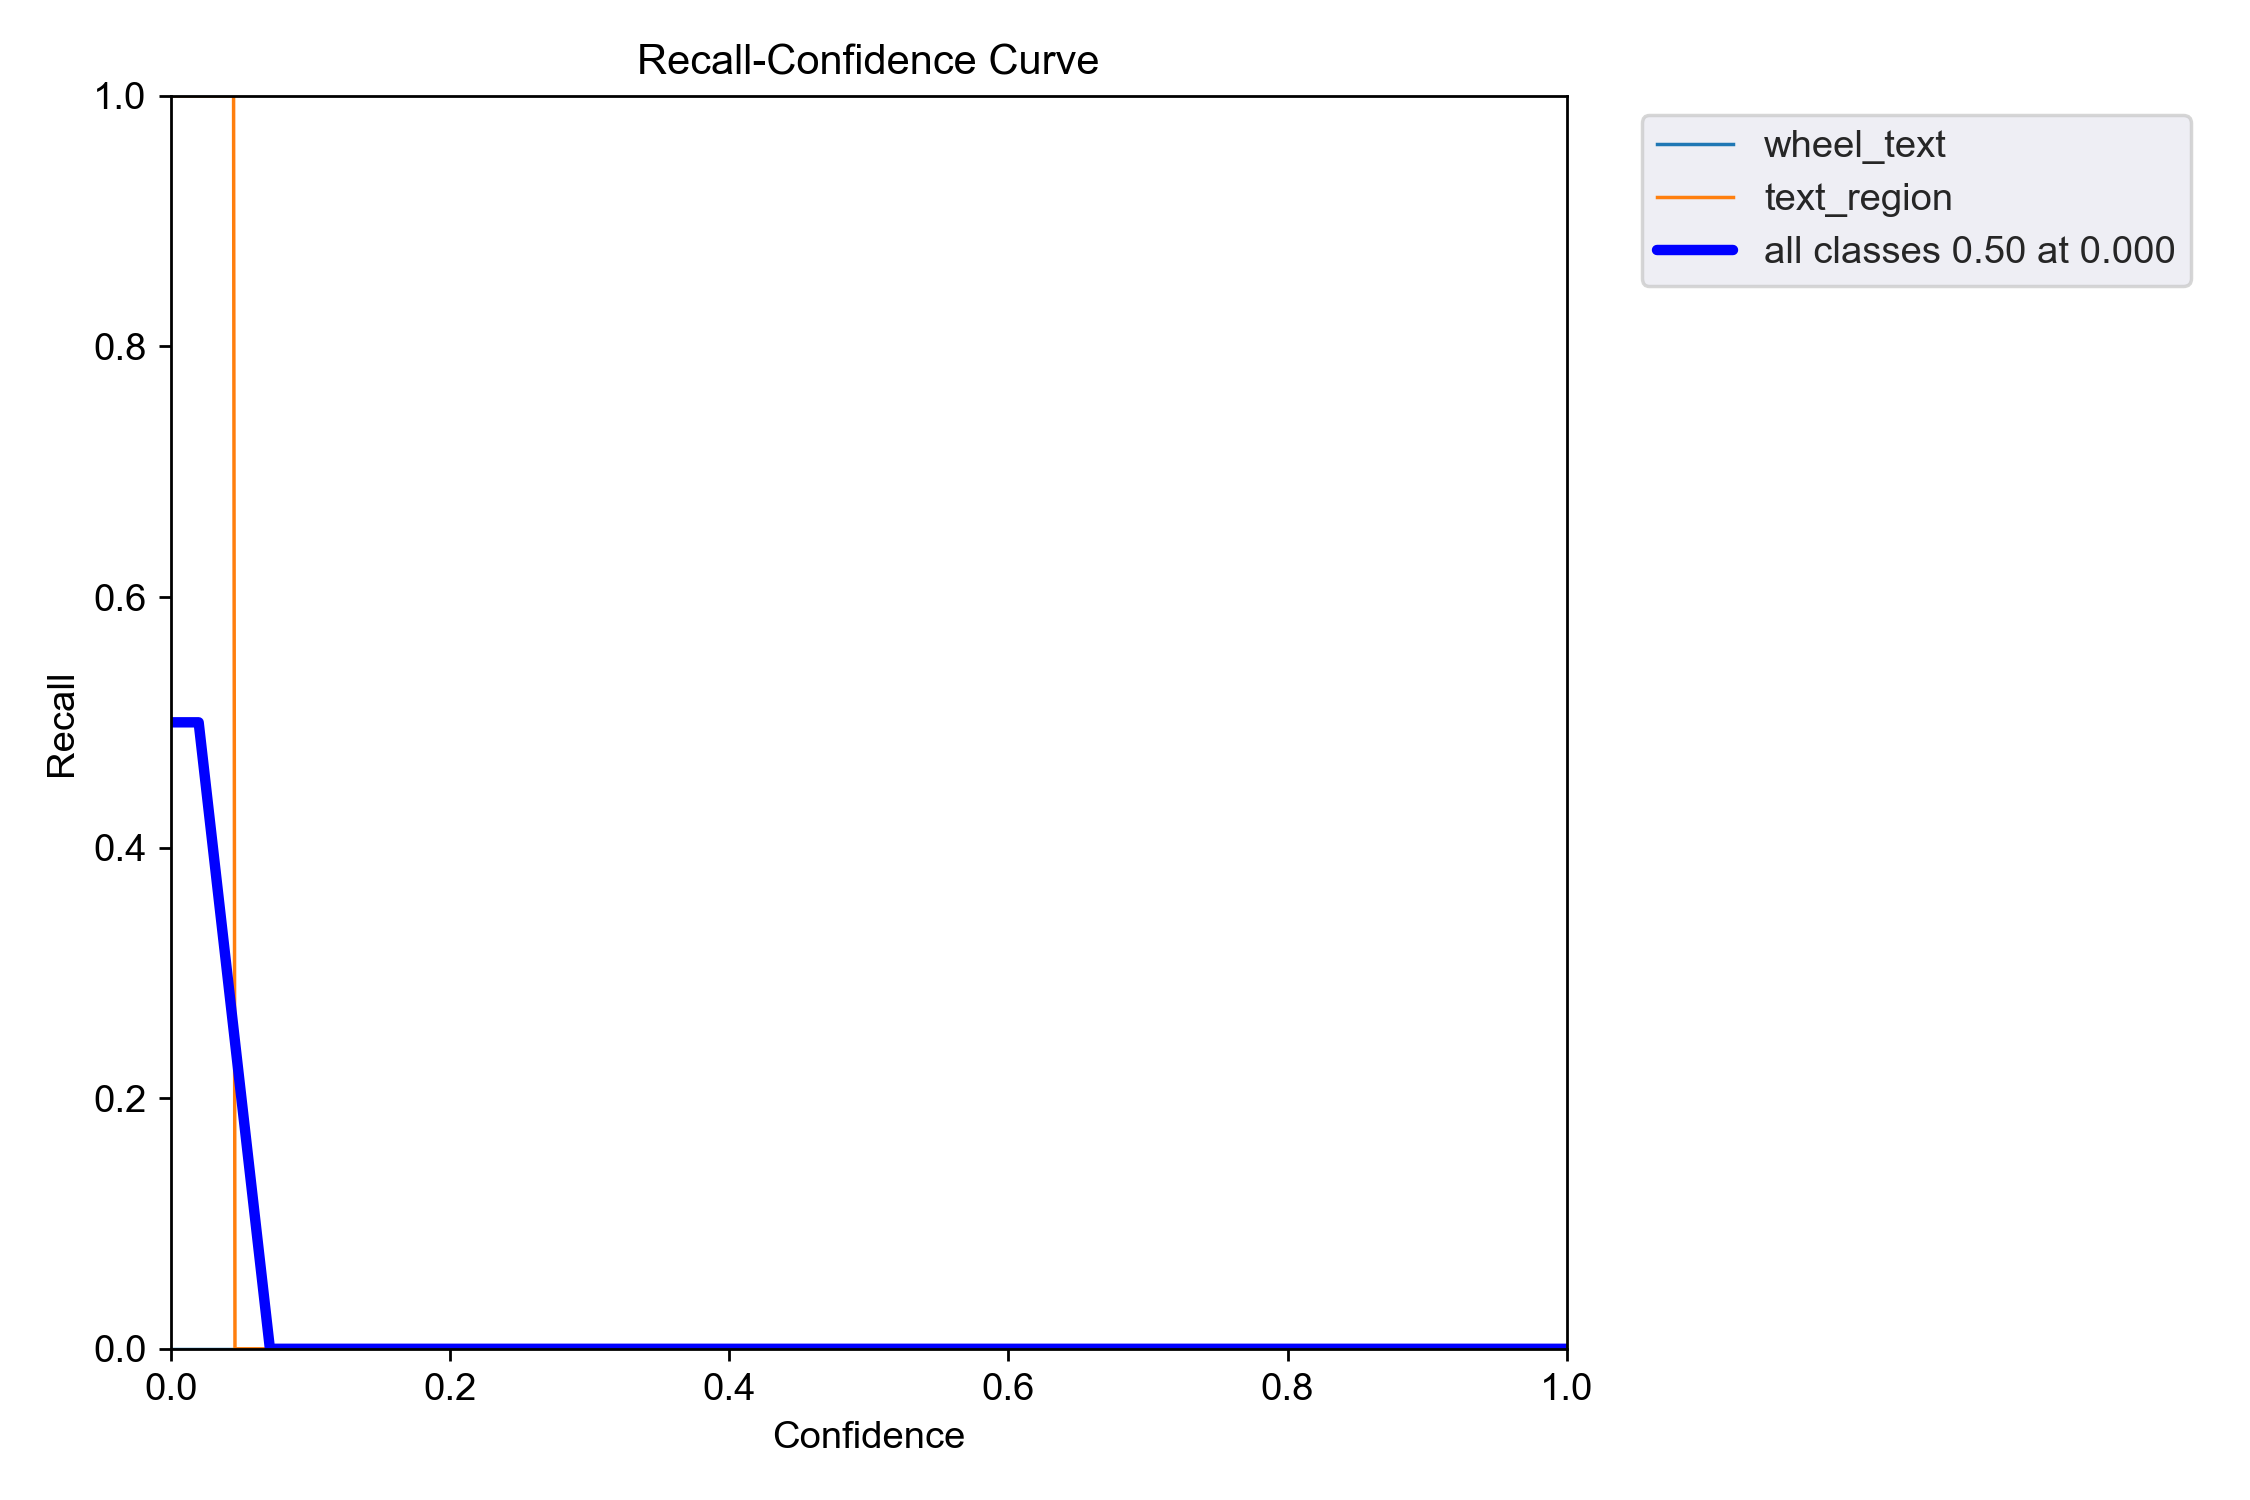 Recall-Confidence Curve
1.0
0.8
0.6
0.4
0.2
0.0
Recall
0.0 0.2 0.4 0.6 0.8 1.0
Confidence
wheel_text
text_region
all classes 0.50 at 0.000